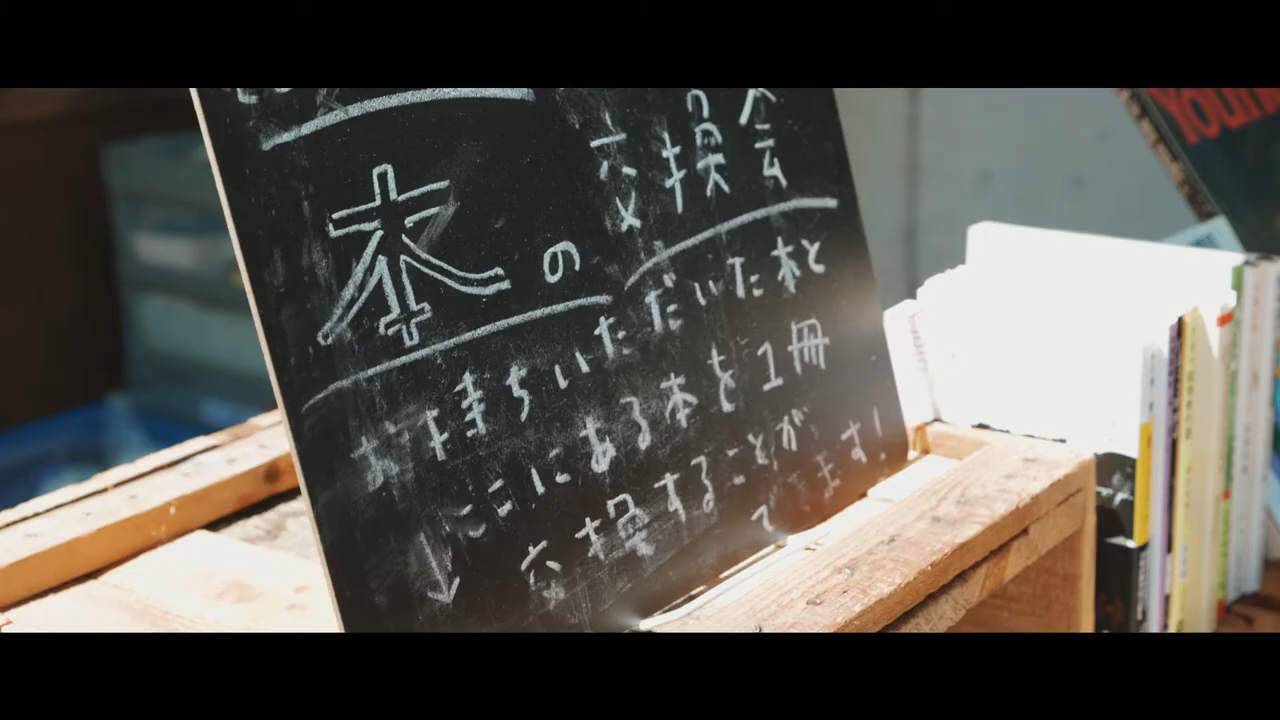 本の交換会
お持ちいただいた本と
ここにある本を1冊
交換することが
できます!